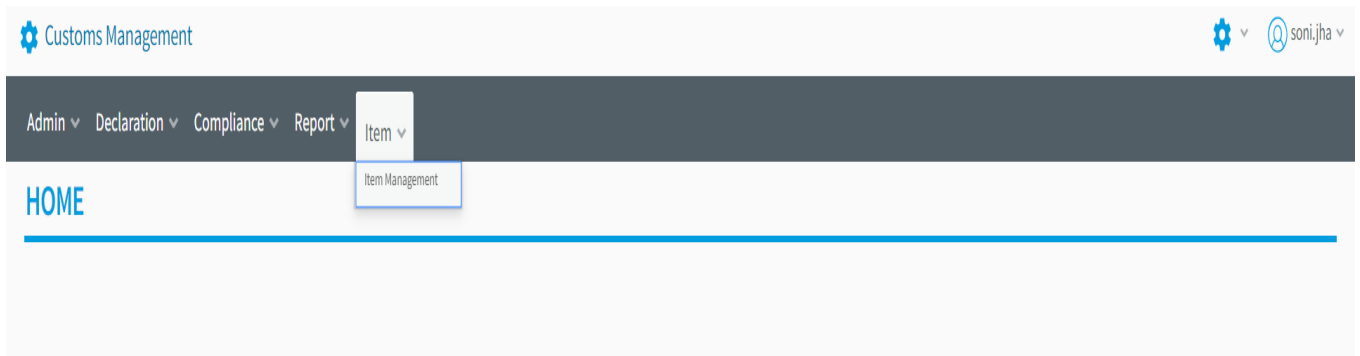 Customs Management
soni.jha
Admin Declaration Compliance Report Item
Item Management
HOME